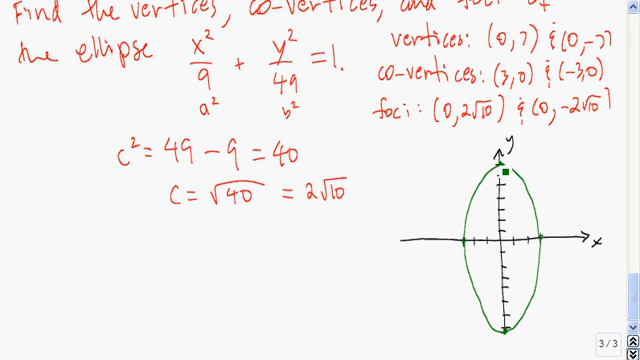 Find the vertices, co-vertices, and foci of
the ellipse x²/9 + y²/49 = 1.
a² b²
c² = 49 - 9 = 40
c = √40 = 2√10
vertices: (0,7) & (0,-7)
co-vertices: (3,0) & (-3,0)
foci: (0, 2√10) & (0, -2√10)
y
x
3 / 3